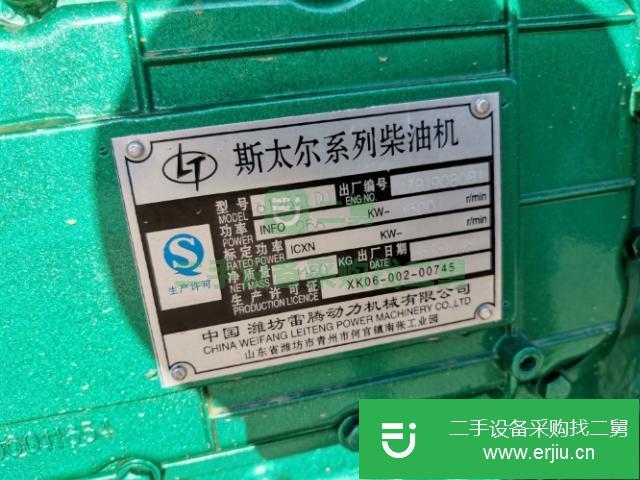 LT 斯太尔系列柴油机
型号 MODEL 出厂编号 ENG NO.
功率 POWER INFO KW- r/min
标定功率 RATED POWER ICXN KW- r/min
净质量 NET MASS KG 出厂日期 DATE
生产许可证 PRODUCTION LICENCE XK06-002-00745
生产许可
中国 潍坊雷腾动力机械有限公司
CHINA WEIFANG LEITENG POWER MACHINERY CO.,LTD
山东省潍坊市青州市何官镇南张工业园
二手设备采购找二舅
www.erjiu.cn